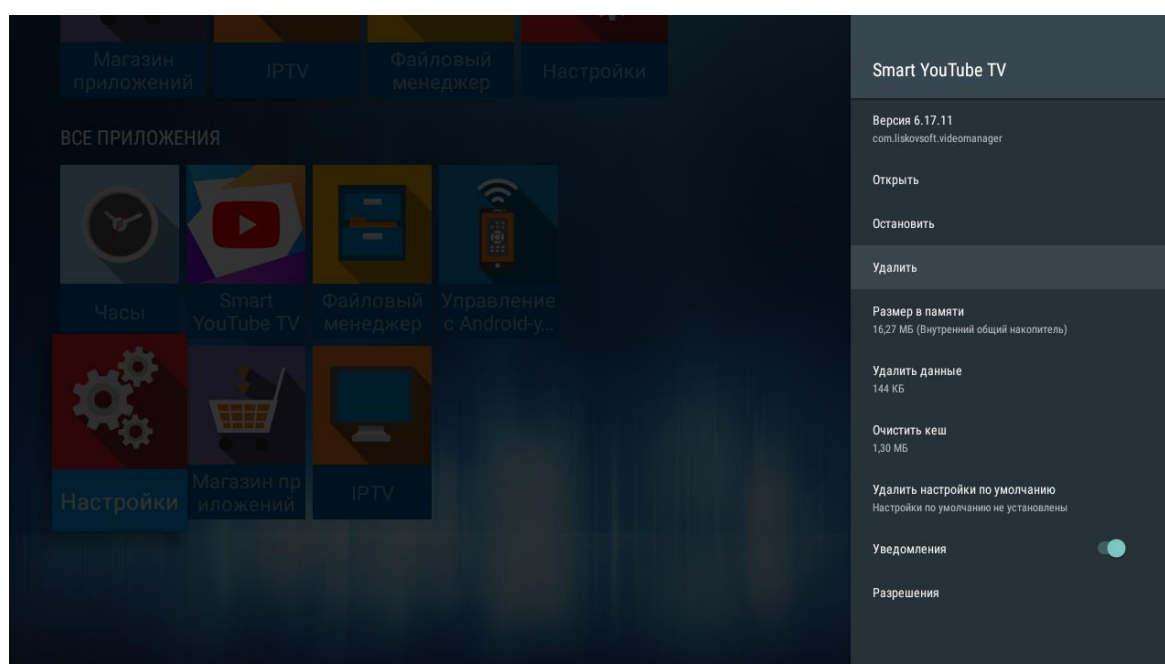 Магазин
приложений
IPTV
Файловый
менеджер
Настройки
ВСЕ ПРИЛОЖЕНИЯ
Часы
Smart
YouTube TV
Файловый
менеджер
Управление
с Android-у...
Настройки
Магазин пр
иложений
IPTV
Smart YouTube TV
Версия 6.17.11
com.liskovsoft.videomanager
Открыть
Остановить
Удалить
Размер в памяти
16,27 МБ (Внутренний общий накопитель)
Удалить данные
144 КБ
Очистить кеш
1,30 МБ
Удалить настройки по умолчанию
Настройки по умолчанию не установлены
Уведомления
Разрешения